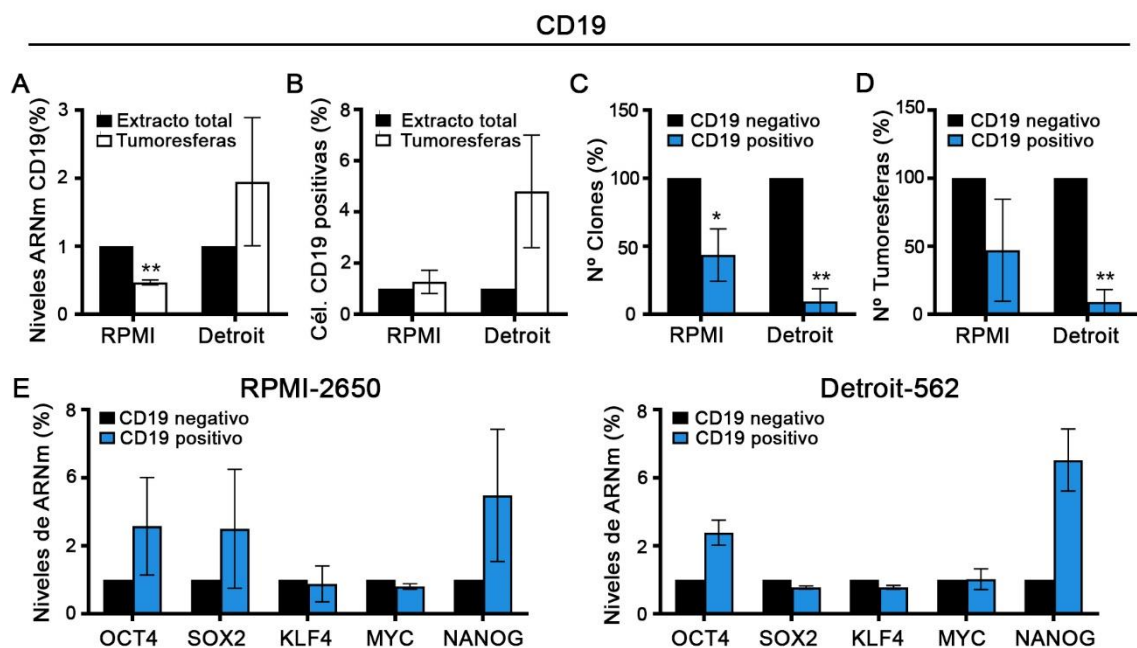 CD19
A
Niveles ARNm CD19(%)
3
2
1
0
Extracto total
Tumoresferas
**
RPMI
Detroit
B
Cél. CD19 positivas (%)
8
6
4
2
0
Extracto total
Tumoresferas
RPMI
Detroit
C
Nº Clones (%)
150
100
50
0
CD19 negativo
CD19 positivo
*
**
RPMI
Detroit
D
Nº Tumoresferas (%)
150
100
50
0
CD19 negativo
CD19 positivo
**
RPMI
Detroit
E
RPMI-2650
Niveles de ARNm (%)
8
6
2
0
CD19 negativo
CD19 positivo
OCT4
SOX2
KLF4
MYC
NANOG
Detroit-562
Niveles de ARNm (%)
8
6
2
0
CD19 negativo
CD19 positivo
OCT4
SOX2
KLF4
MYC
NANOG